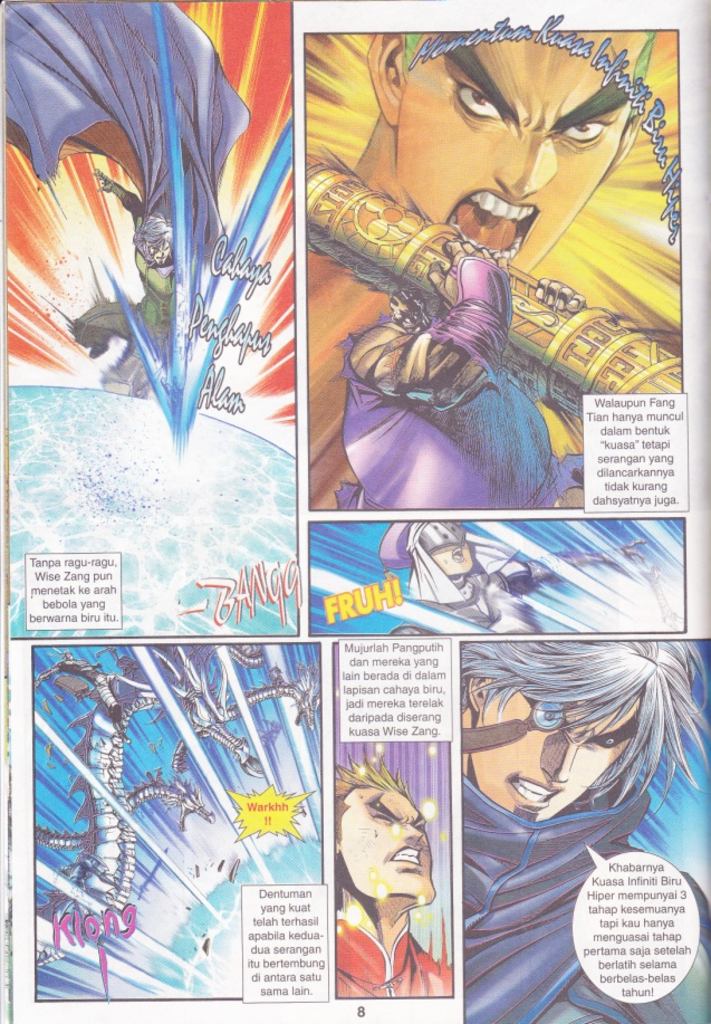 Cahaya
Penghapus
Alam
BANGG
Tanpa ragu-ragu,
Wise Zang pun
menetak ke arah
bebola yang
berwarna biru itu.
Momentum Kuasa Infiniti Biru Hiper
Walaupun Fang
Tian hanya muncul
dalam bentuk
"kuasa" tetapi
serangan yang
dilancarkannya
tidak kurang
dahsyatnya juga.
FRUH!
Klong
!
Warkhh
!!
Dentuman
yang kuat
telah terhasil
apabila kedua-
dua serangan
itu bertembung
di antara satu
sama lain.
Mujurlah Pangputih
dan mereka yang
lain berada di dalam
lapisan cahaya biru,
jadi mereka terelak
daripada diserang
kuasa Wise Zang.
Khabarnya
Kuasa Infiniti Biru
Hiper mempunyai 3
tahap kesemuanya
tapi kau hanya
menguasai tahap
pertama saja setelah
berlatih selama
berbelas-belas
tahun!
8